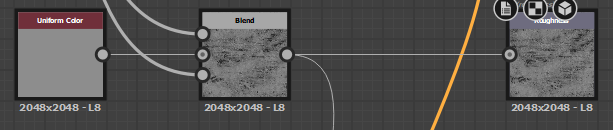 Uniform Color
Blend
Roughness
2048x2048 - L8
2048x2048 - L8
2048x2048 - L8